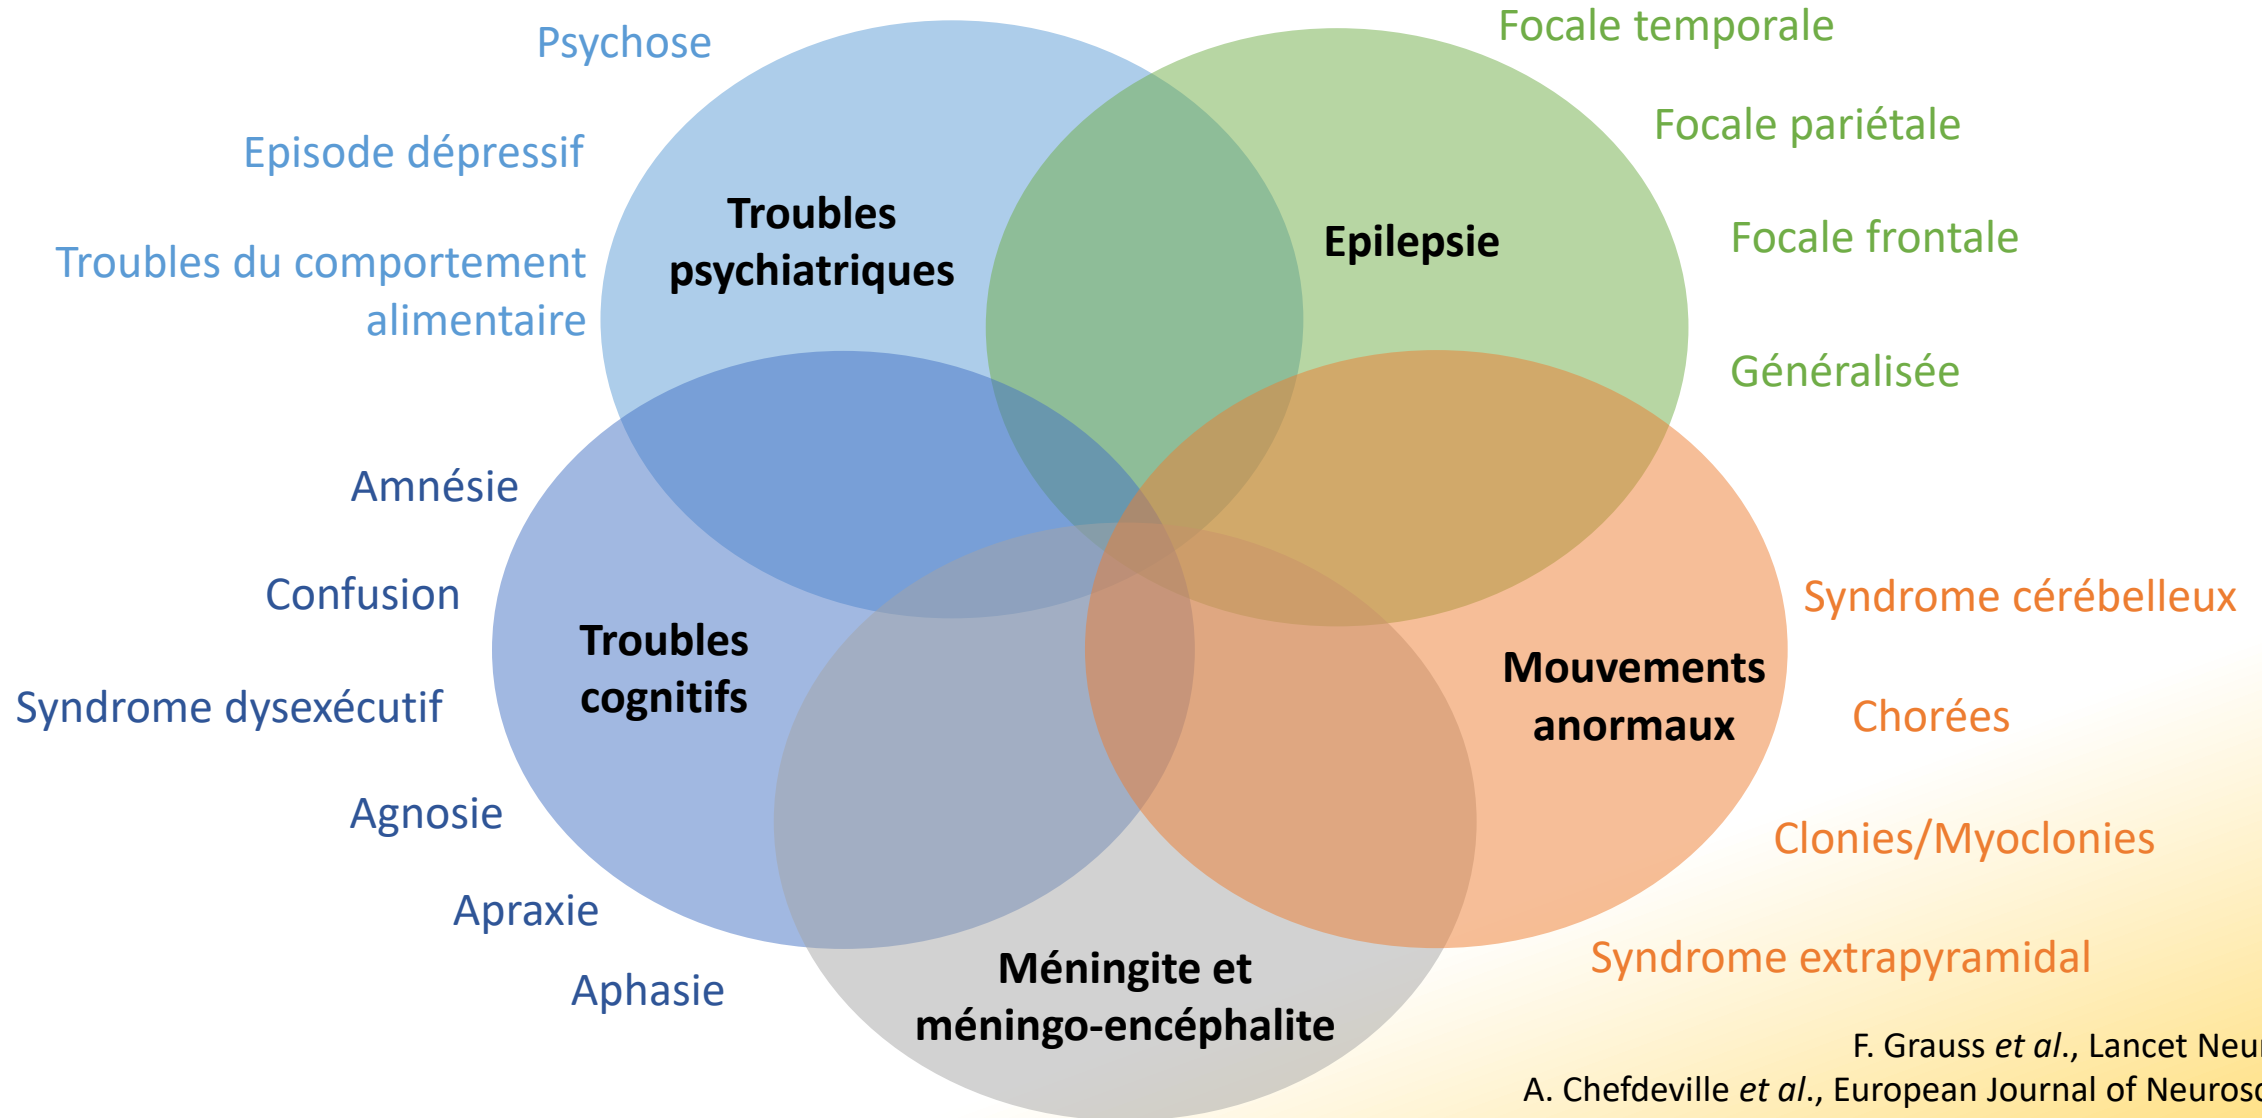 Psychose
Episode dépressif
Troubles du comportement
alimentaire
Troubles
psychiatriques
Epilepsie
Focale temporale
Focale pariétale
Focale frontale
Généralisée
Amnésie
Confusion
Syndrome dysexécutif
Agnosie
Apraxie
Aphasie
Troubles
cognitifs
Mouvements
anormaux
Syndrome cérébelleux
Chorées
Clonies/Myoclonies
Syndrome extrapyramidal
Méningite et
méningo-encéphalite
F. Grauss et al., Lancet
A. Chefdeville et al., European Journal of